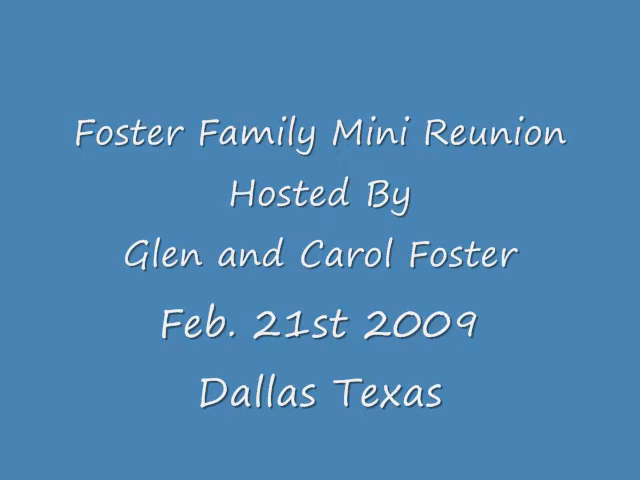 Foster Family Mini Reunion
Hosted By
Glen and Carol Foster
Feb. 21st 2009
Dallas Texas